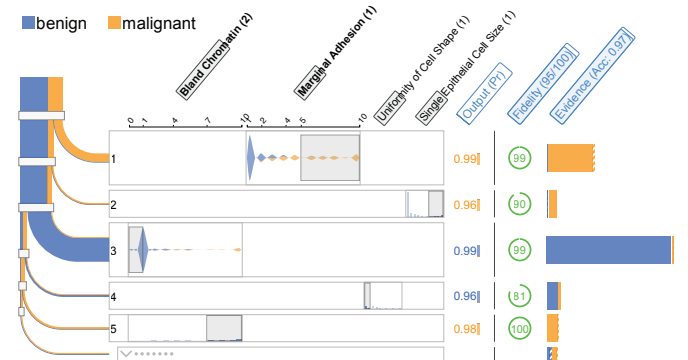 benign malignant
Bland Chromatin (2)
Marginal Adhesion (1)
Uniformity of Cell Shape (1)
Single Epithelial Cell Size (1)
Output (Pr)
Fidelity (95/100)
Evidence (Acc: 0.97)
0 1 4 7 10 2 4 5 10
1 0.99 99
2 0.96 90
3 0.99 99
4 0.96 81
5 0.98 100